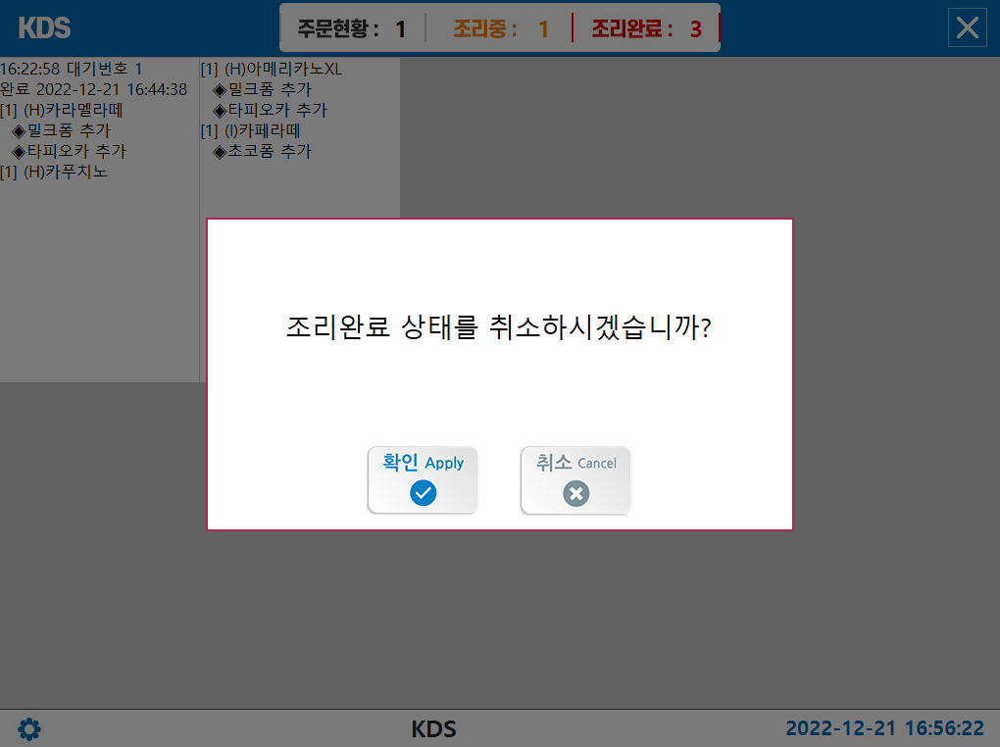 KDS 주문현황 : 1 조리중 : 1 조리완료 : 3
16:22:58 대기번호 1
완료 2022-12-21 16:44:38
[1] (H)카라멜라떼
◈밀크폼 추가
◈타피오카 추가
[1] (H)카푸치노
[1] (H)아메리카노XL
◈밀크폼 추가
◈타피오카 추가
[1] (I)카페라떼
◈초코폼 추가
조리완료 상태를 취소하시겠습니까?
확인 Apply
취소 Cancel
KDS 2022-12-21 16:56:22